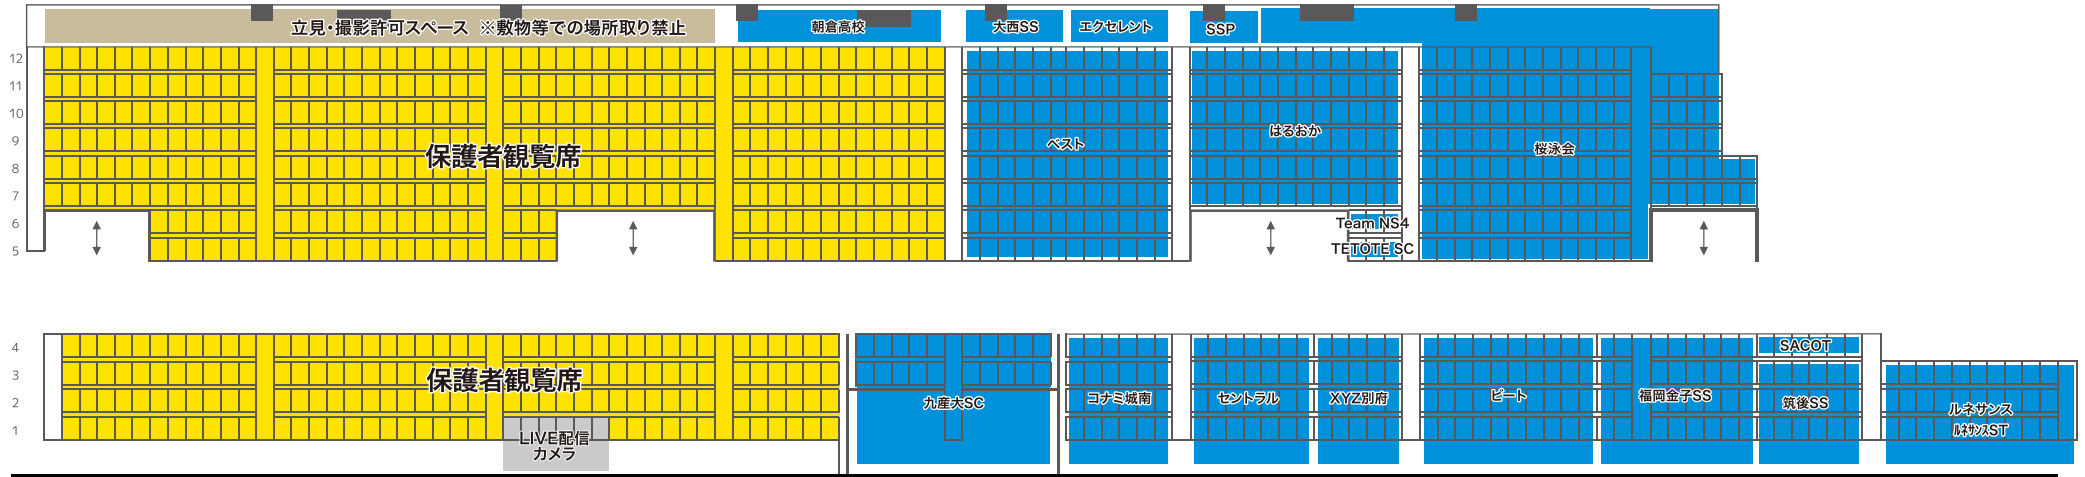 立見・撮影許可スペース ※敷物等での場所取り禁止
朝倉高校
大西SS
エクセレント
SSP
12
11
10
9
8
7
6
5
保護者観覧席
ベスト
はるおか
桜泳会
Team NS4
TETOTE SC
4
3
2
1
保護者観覧席
LIVE配信
カメラ
九産大SC
コナミ城南
セントラル
XYZ別府
ビート
福岡金子SS
SACOT
筑後SS
ルネサンス
ﾙﾈｻﾝｽST